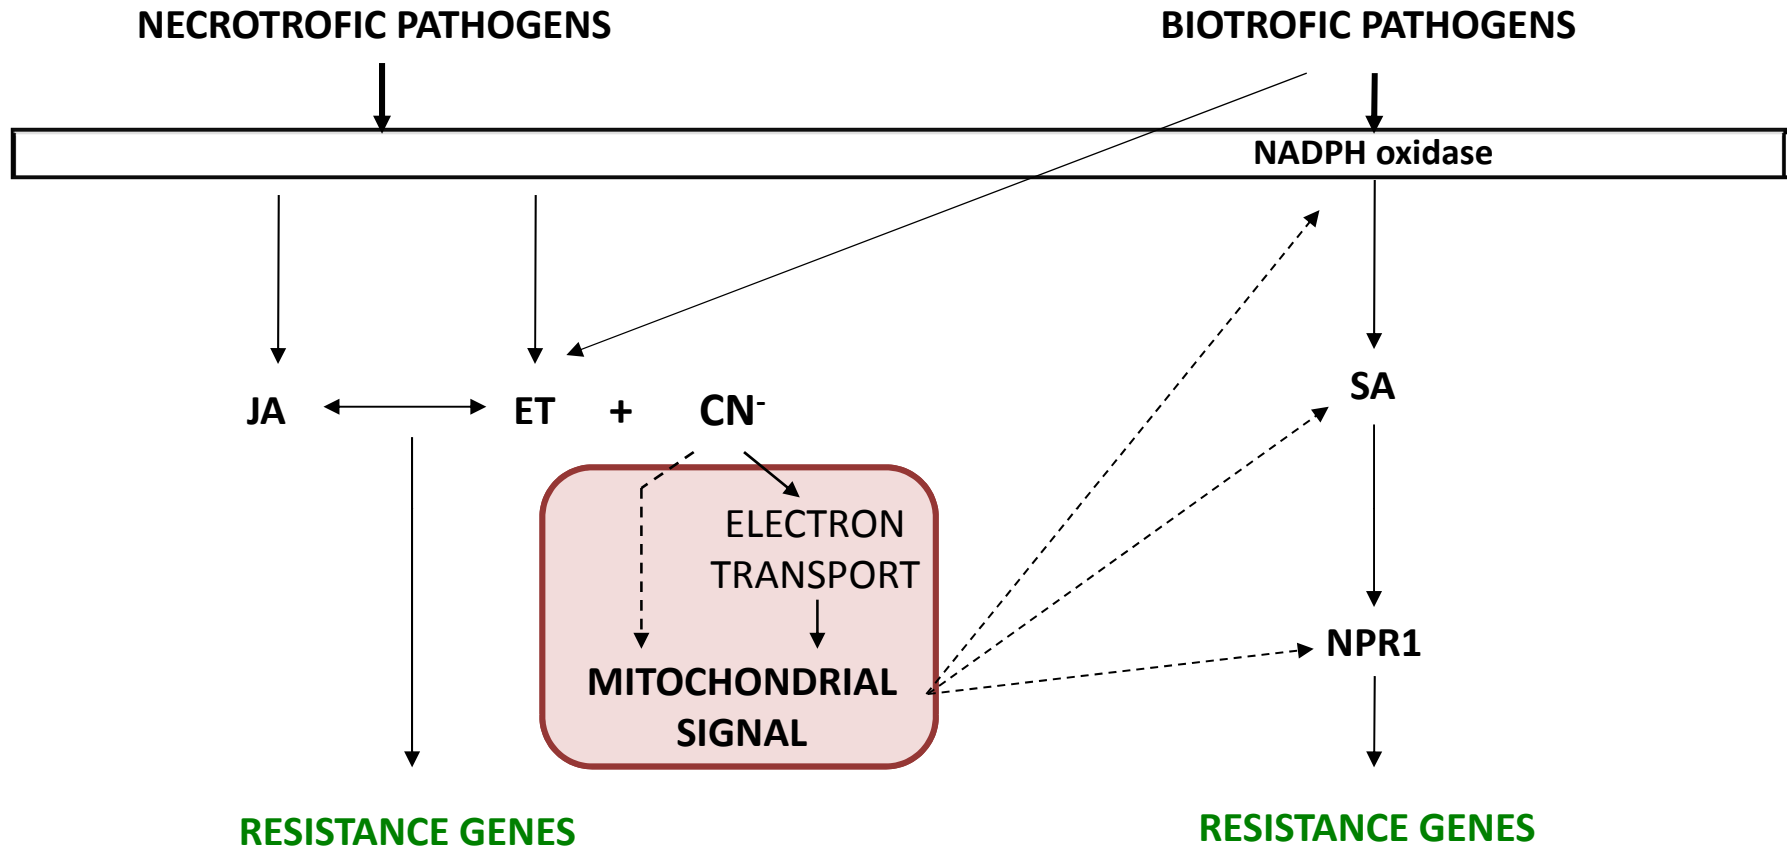 NECROTROFIC PATHOGENS
BIOTROFIC PATHOGENS
NADPH oxidase
JA
ET
+
CN⁻
SA
ELECTRON
TRANSPORT
MITOCHONDRIAL
SIGNAL
NPR1
RESISTANCE GENES
RESISTANCE GENES